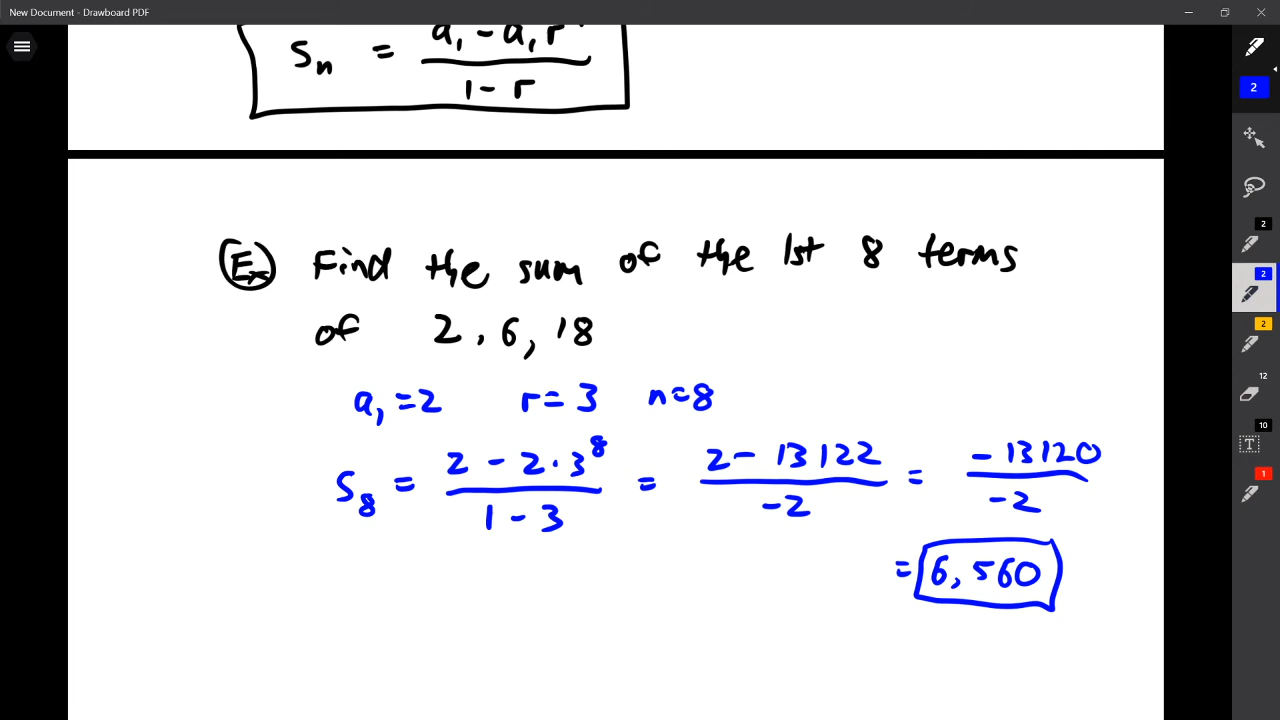 New Document - Drawboard PDF
Sn = a₁ - a₁r / 1 - r
2
Ex Find the sum of the 1st 8 terms
of 2, 6, 18
a₁ = 2 r = 3 n = 8
S₈ = 2 - 2·3⁸ / 1 - 3 = 2 - 13122 / -2 = -13120 / -2
= 6,560
2
2
2
12
10
T
1